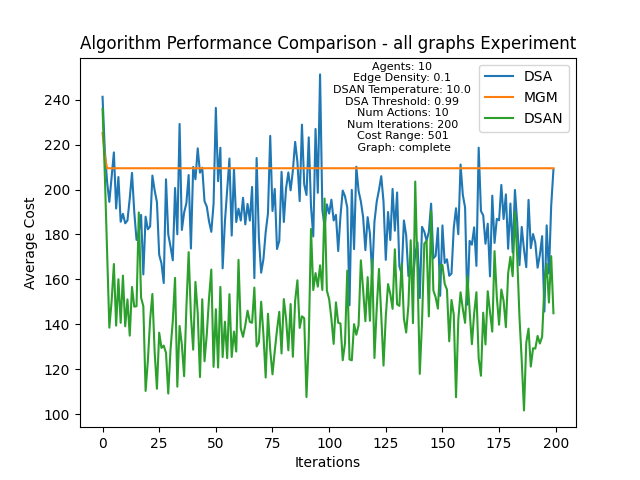 Algorithm Performance Comparison - all graphs Experiment
Agents: 10
Edge Density: 0.1
DSAN Temperature: 10.0
DSA Threshold: 0.99
Num Actions: 10
Num Iterations: 200
Cost Range: 501
Graph: complete
DSA
MGM
DSAN
Average Cost
240
220
200
180
160
140
120
100
0 25 50 75 100 125 150 175 200
Iterations